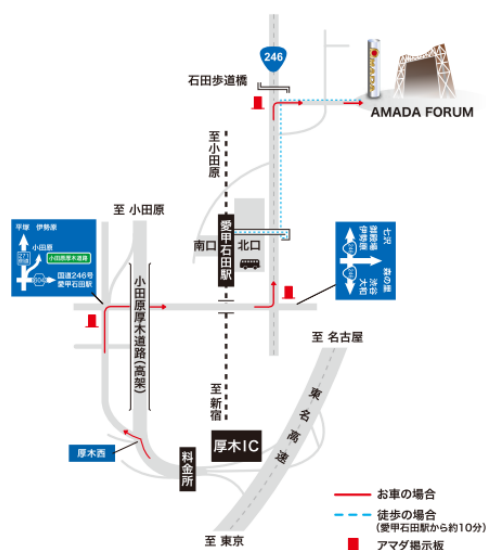 246
石田歩道橋
AMADA FORUM
至小田原
至 小田原
平塚 伊勢原
小田原
小田原厚木道路
国道246号
愛甲石田駅
愛甲石田駅
南口
北口
七沢
伊勢原
森の里
渋谷
大和
小田原厚木道路(高架)
至 名古屋
至新宿
東名高速
厚木西
料金所
厚木IC
至 東京
お車の場合
徒歩の場合
(愛甲石田駅から約10分)
アマダ掲示板